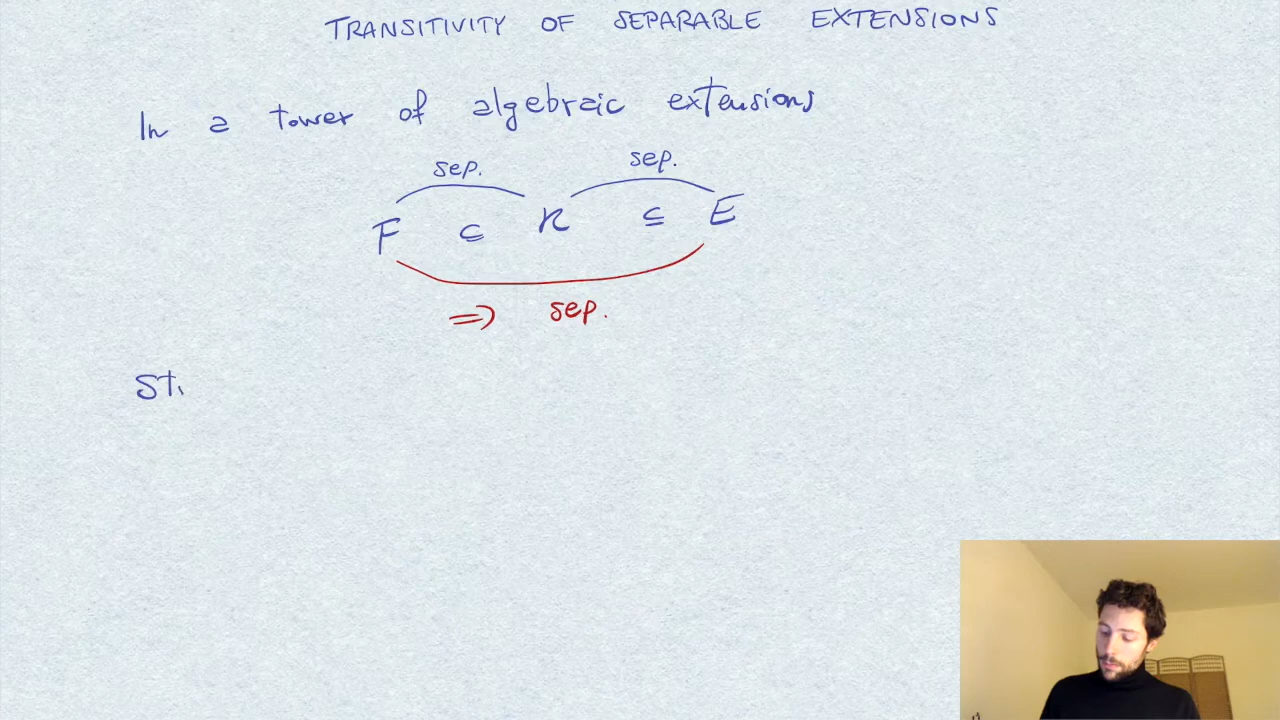 TRANSITIVITY OF SEPARABLE EXTENSIONS
In a tower of algebraic extensions
sep. sep.
F ⊆ K ⊆ E
⇒ sep.
St